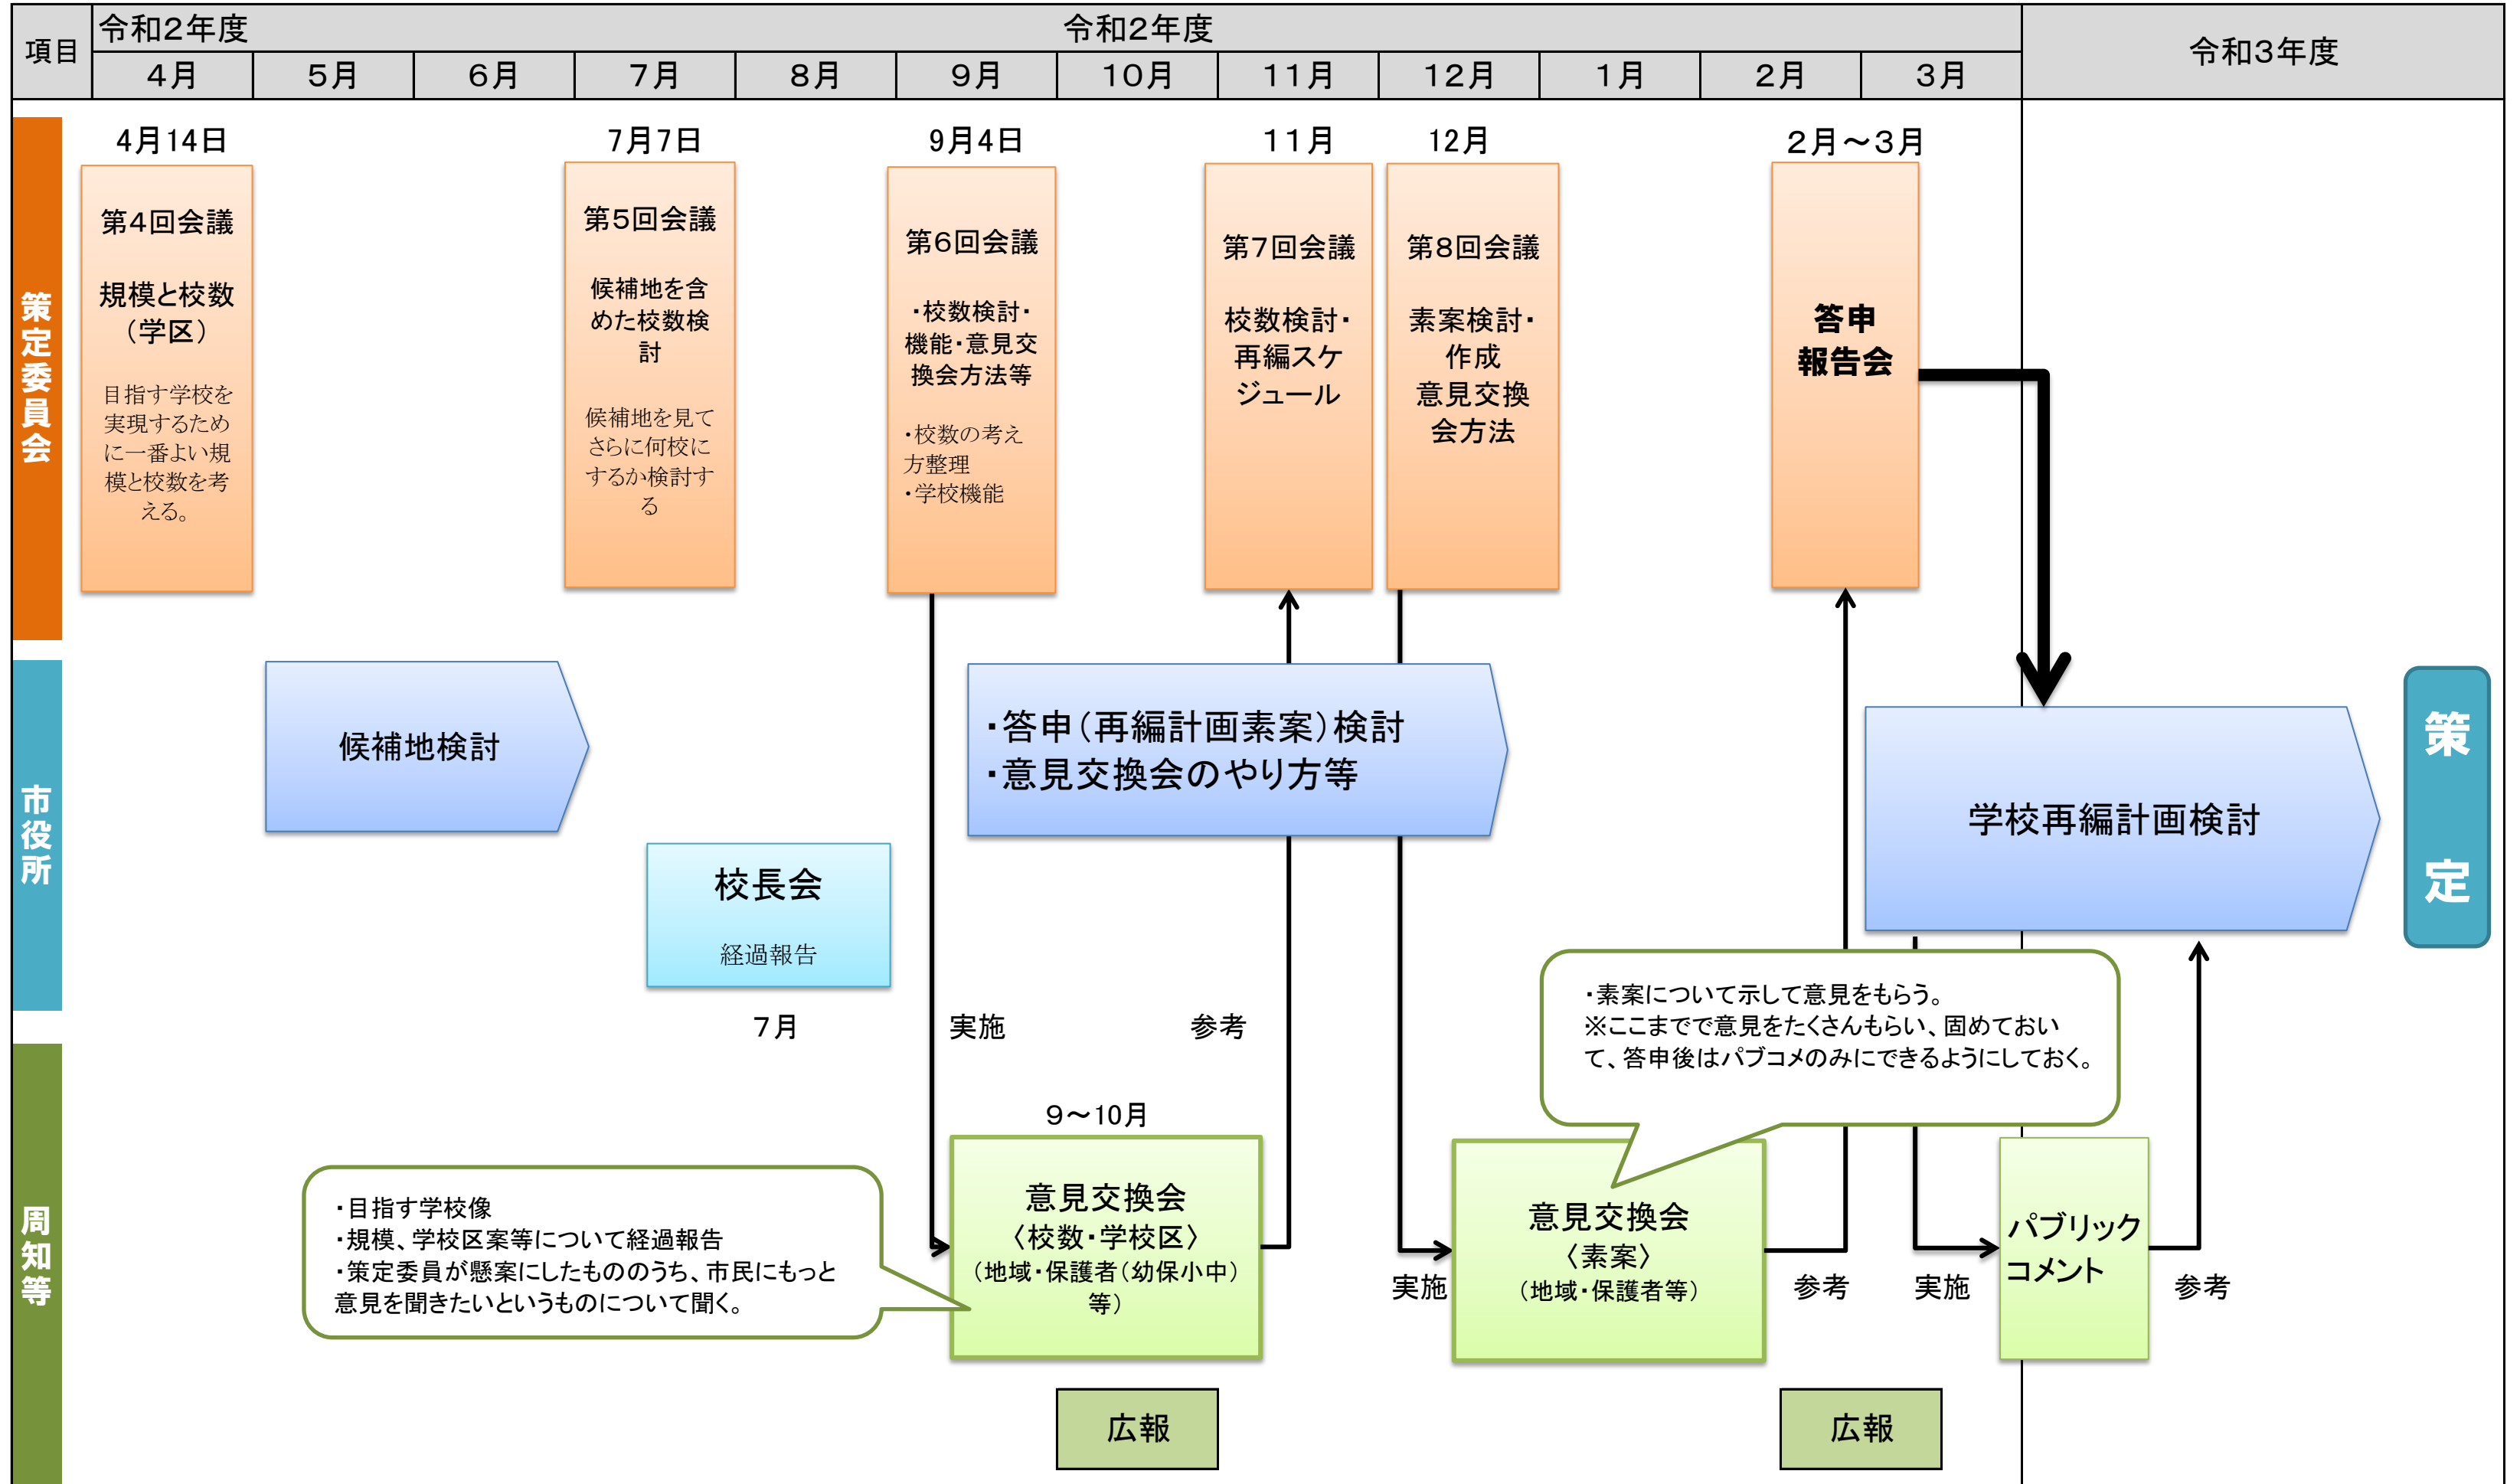 項目
令和２年度
令和２年度
令和３年度
４月
５月
６月
７月
８月
９月
１０月
１１月
１２月
１月
２月
３月
策定委員会
4月14日
第４回会議
規模と校数
（学区）
目指す学校を
実現するため
に一番よい規
模と校数を考
える。
7月7日
第５回会議
候補地を含
めた校数検
討
候補地を見て
さらに何校に
するか検討す
る
9月4日
第６回会議
・校数検討・
機能・意見交
換会方法等
・校数の考え
方整理
・学校機能
１１月
第７回会議
校数検討・
再編スケ
ジュール
12月
第８回会議
素案検討・
作成
意見交換
会方法
２月～３月
答申
報告会
市役所
候補地検討
・答申（再編計画素案）検討
・意見交換会のやり方等
学校再編計画検討
策
定
校長会
経過報告
７月
実施
参考
・素案について示して意見をもらう。
※ここまでで意見をたくさんもらい、固めておい
て、答申後はパブコメのみにできるようにしておく。
周知等
９～10月
・目指す学校像
・規模、学校区案等について経過報告
・策定委員が懸案にしたもののうち、市民にもっと
意見を聞きたいというものについて聞く。
意見交換会
〈校数・学校区〉
（地域・保護者（幼保小中）
等）
実施
意見交換会
〈素案〉
（地域・保護者等）
参考
実施
パブリック
コメント
参考
広報
広報